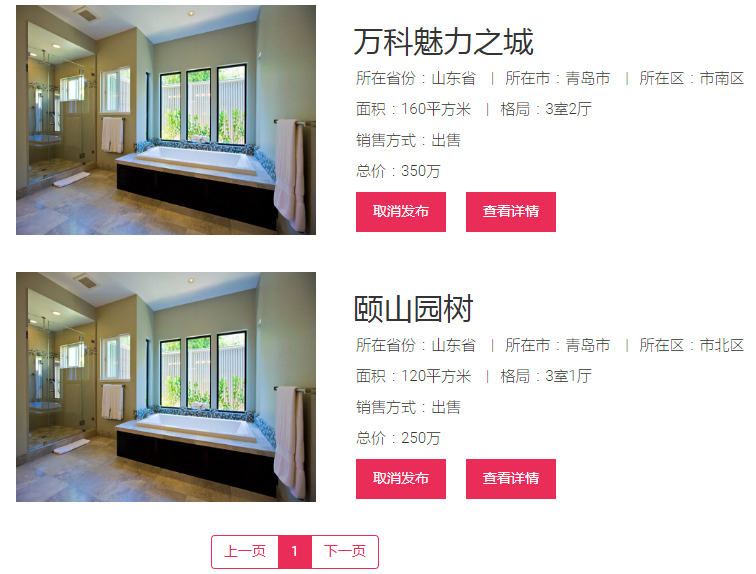 万科魅力之城
所在省份：山东省 | 所在市：青岛市 | 所在区：市南区
面积：160平方米 | 格局：3室2厅
销售方式：出售
总价：350万
取消发布 查看详情
颐山园树
所在省份：山东省 | 所在市：青岛市 | 所在区：市北区
面积：120平方米 | 格局：3室1厅
销售方式：出售
总价：250万
取消发布 查看详情
上一页 1 下一页